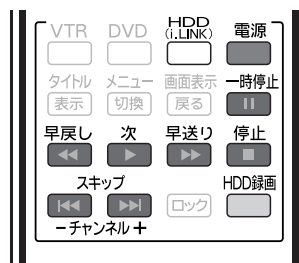 VTR DVD HDD (i.LINK) 電源
タイトル メニュー 画面表示 一時停止
表示 切換 戻る
早戻し 次 早送り 停止
スキップ HDD録画
ロック
－チャンネル＋